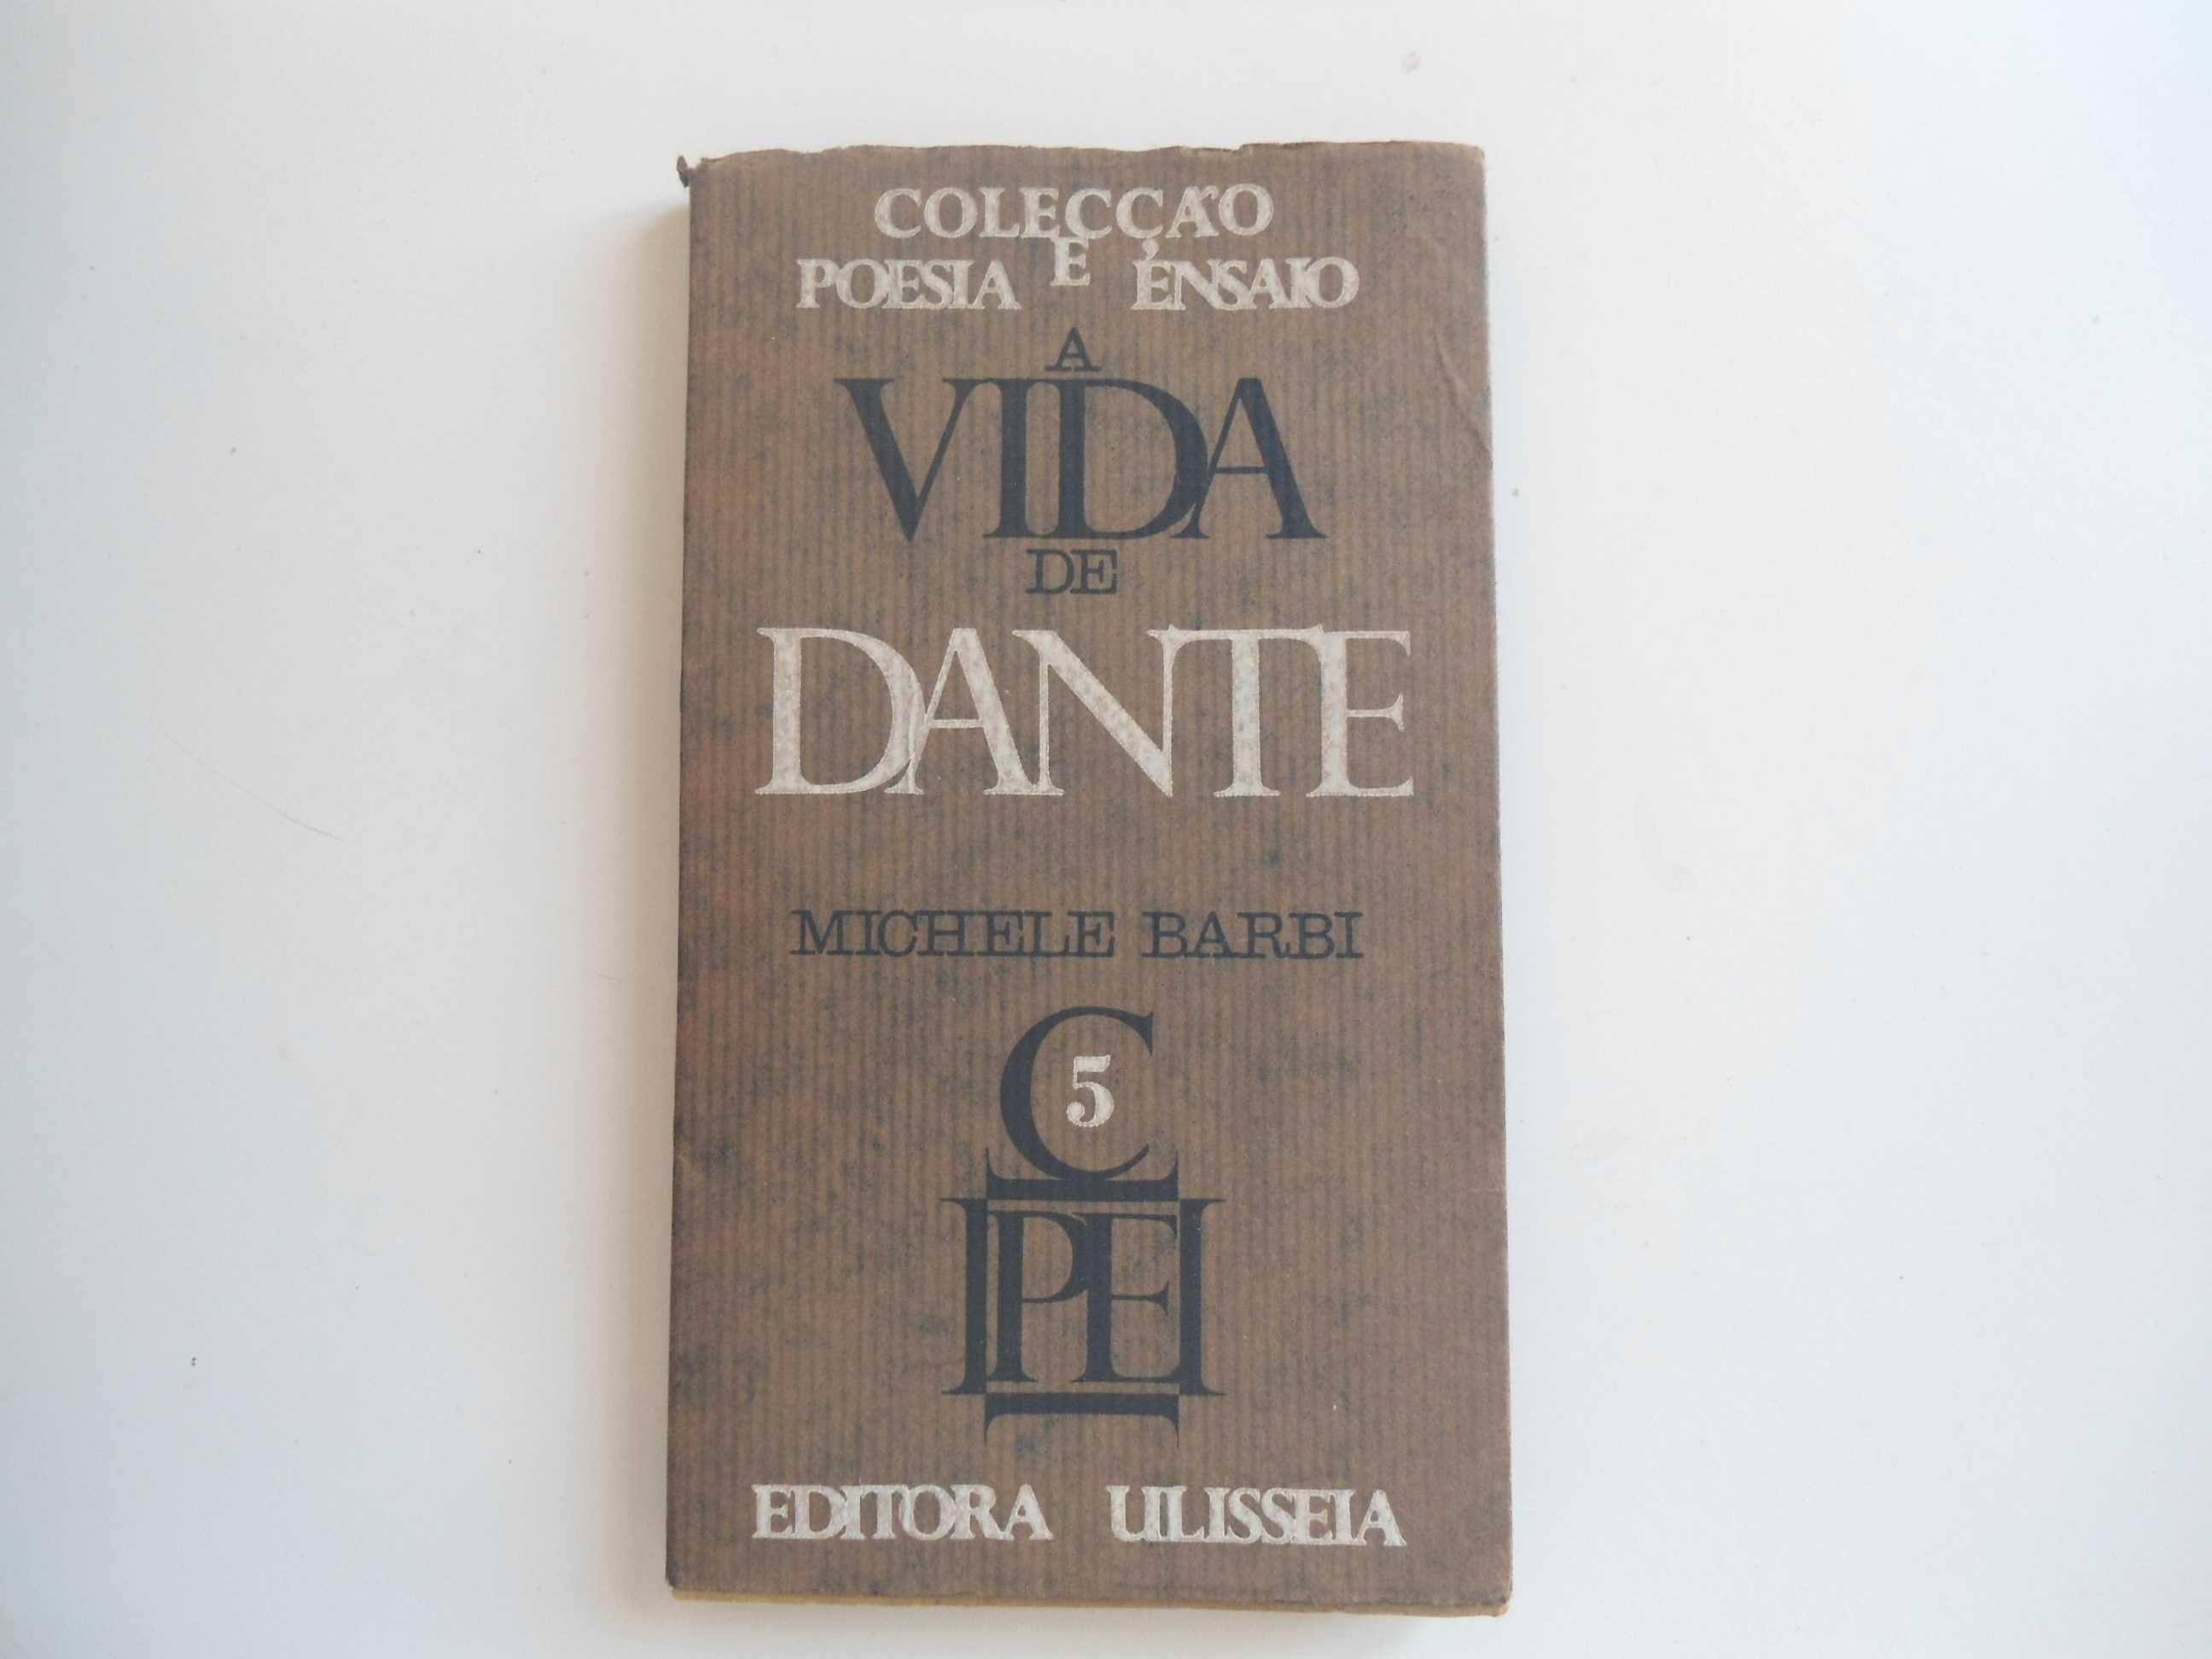 COLECÇÃO
POESIA E ENSAIO
A
VIDA
DE
DANTE
MICHELE BARBI
C
5
PE
EDITORA ULISSEIA